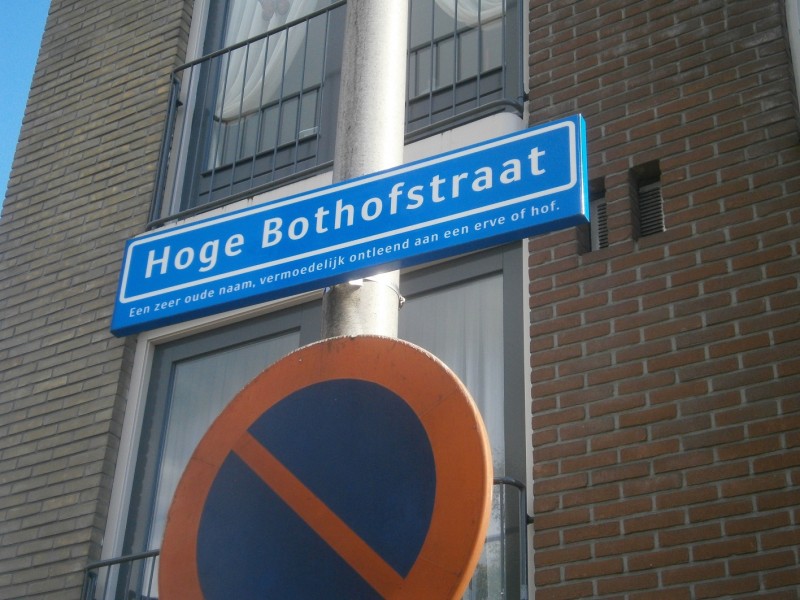 Hoge Bothofstraat
Een zeer oude naam, vermoedelijk ontleend aan een erve of hof.